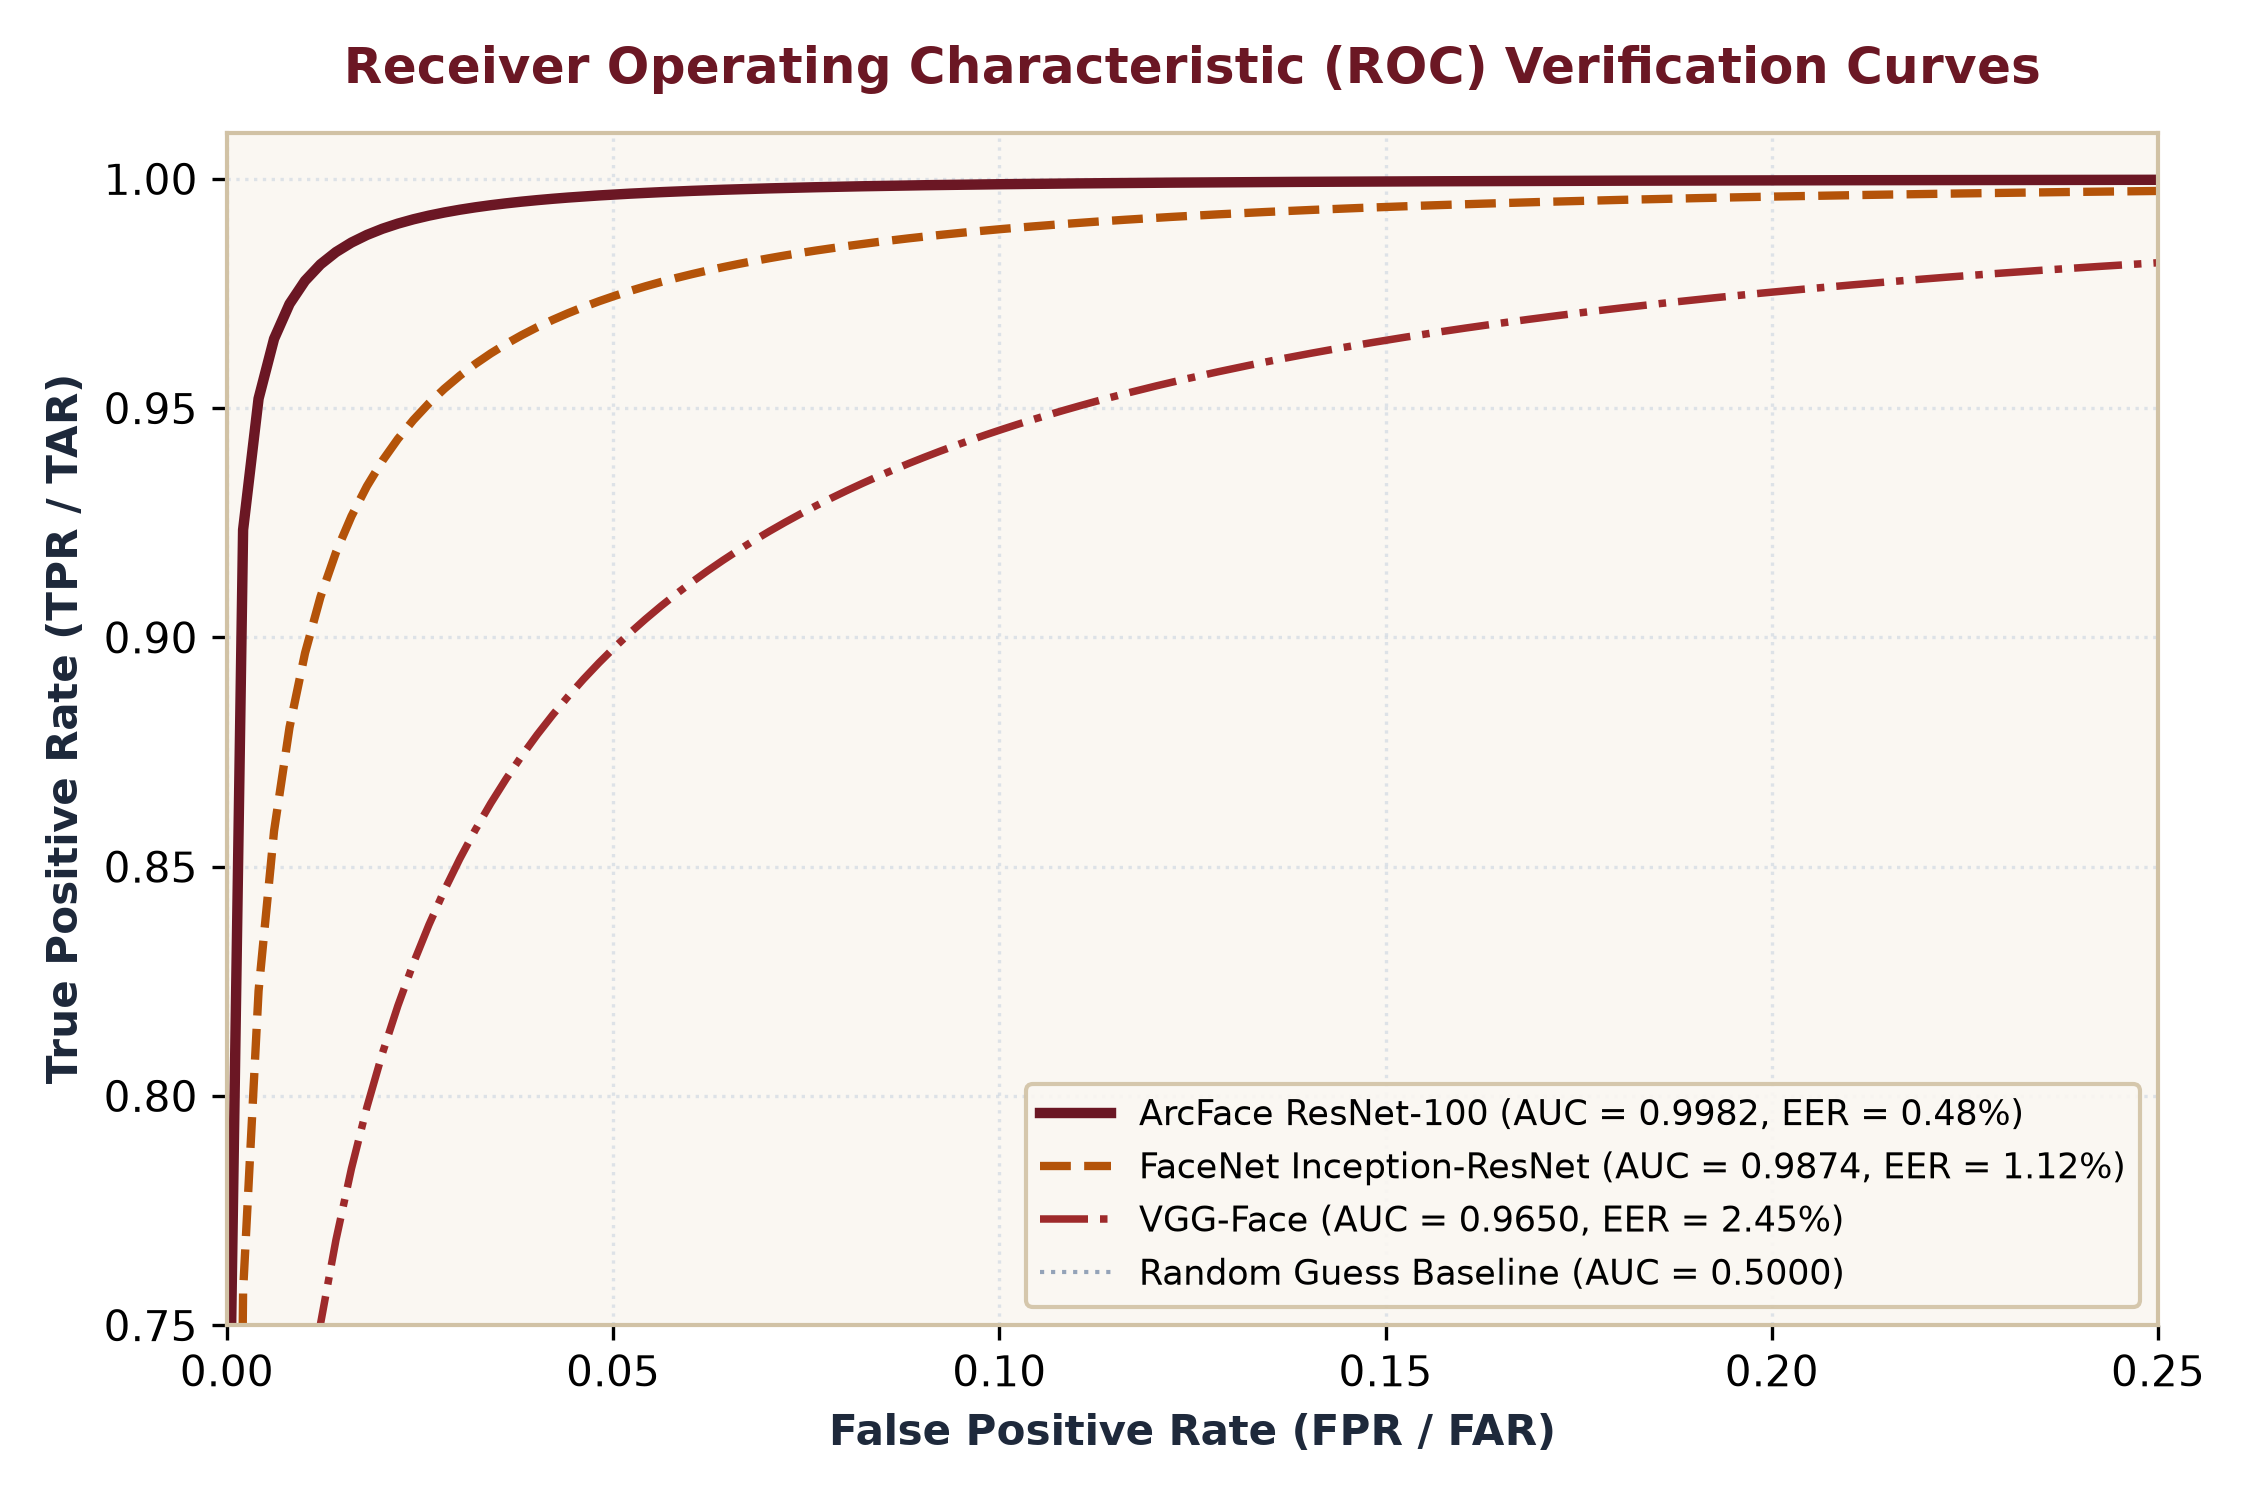 Receiver Operating Characteristic (ROC) Verification Curves
True Positive Rate (TPR / TAR)
1.00
0.95
0.90
0.85
0.80
0.75
ArcFace ResNet-100 (AUC = 0.9982, EER = 0.48%)
FaceNet Inception-ResNet (AUC = 0.9874, EER = 1.12%)
VGG-Face (AUC = 0.9650, EER = 2.45%)
Random Guess Baseline (AUC = 0.5000)
0.00 0.05 0.10 0.15 0.20 0.25
False Positive Rate (FPR / FAR)